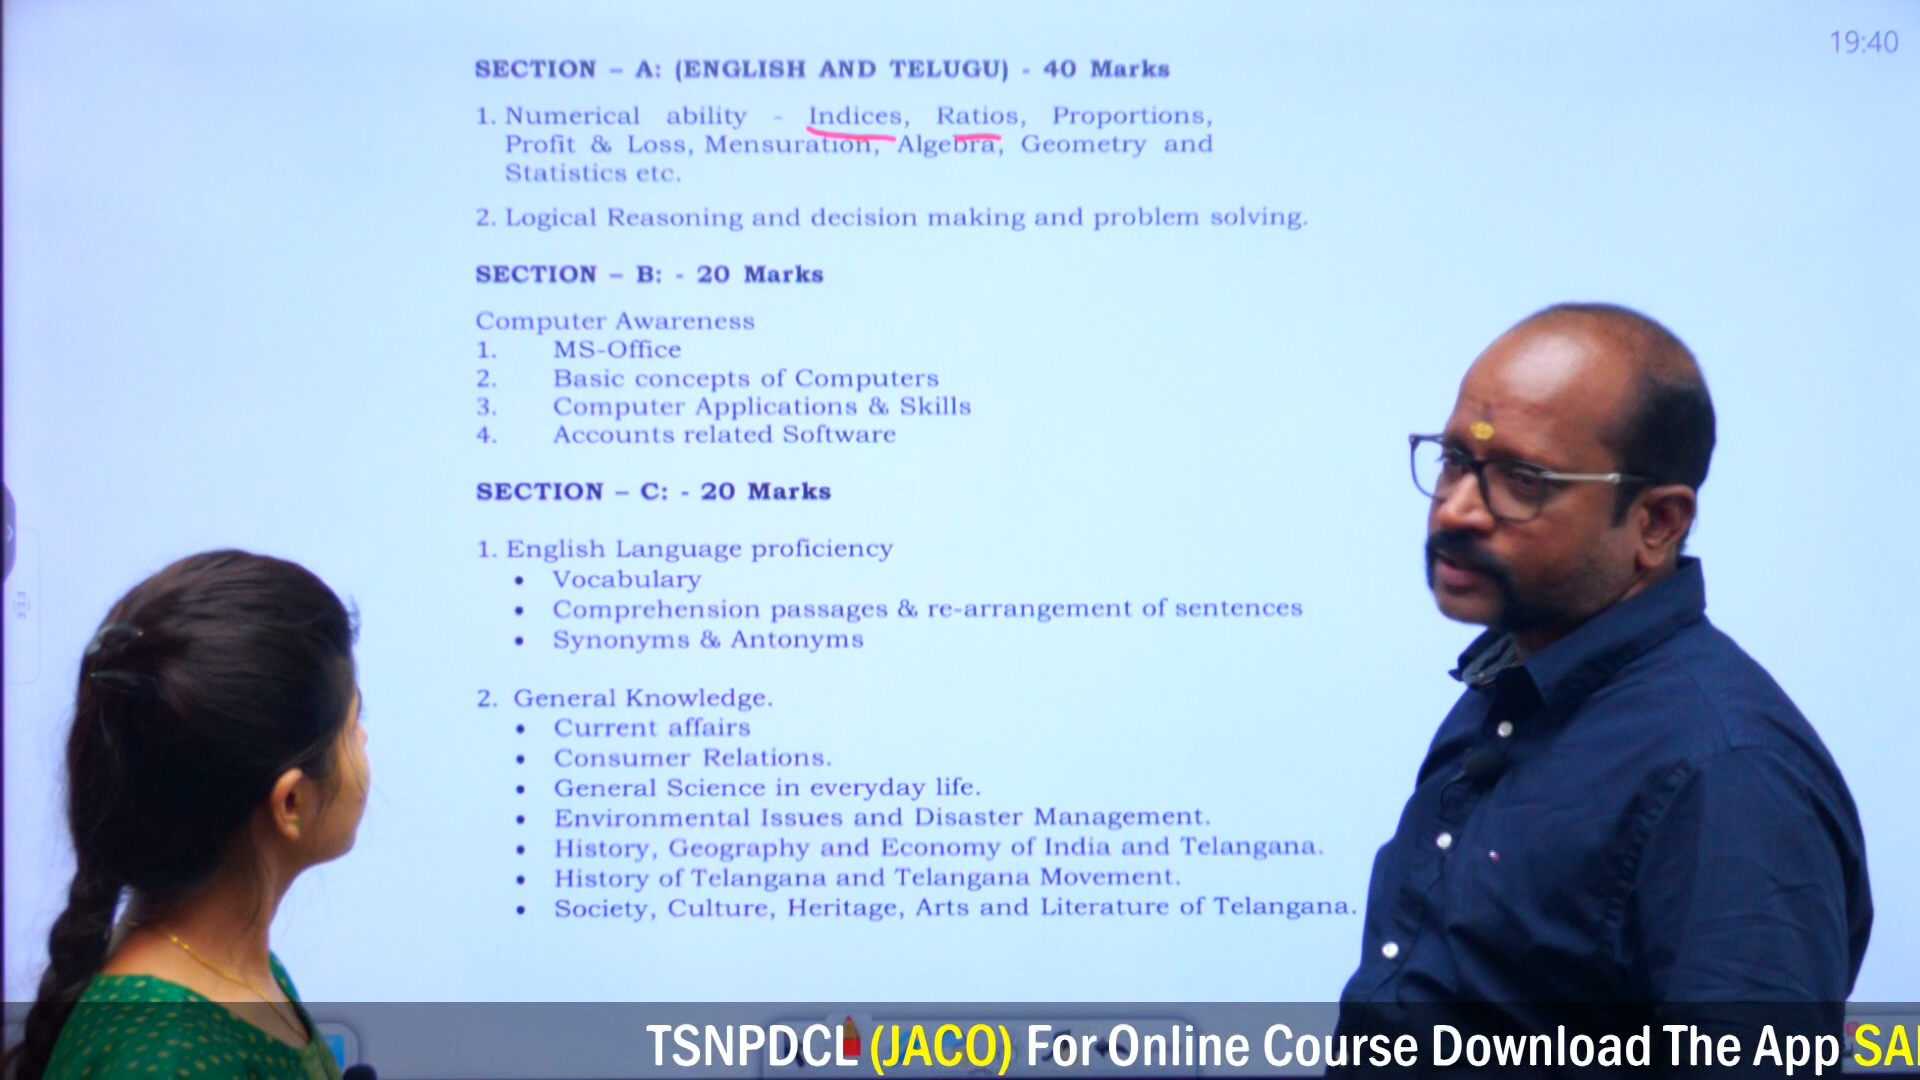 19:40
SECTION – A: (ENGLISH AND TELUGU) - 40 Marks
1. Numerical ability - Indices, Ratios, Proportions,
Profit & Loss, Mensuration, Algebra, Geometry and
Statistics etc.
2. Logical Reasoning and decision making and problem solving.
SECTION – B: - 20 Marks
Computer Awareness
1. MS-Office
2. Basic concepts of Computers
3. Computer Applications & Skills
4. Accounts related Software
SECTION – C: - 20 Marks
1. English Language proficiency
• Vocabulary
• Comprehension passages & re-arrangement of sentences
• Synonyms & Antonyms
2. General Knowledge.
• Current affairs
• Consumer Relations.
• General Science in everyday life.
• Environmental Issues and Disaster Management.
• History, Geography and Economy of India and Telangana.
• History of Telangana and Telangana Movement.
• Society, Culture, Heritage, Arts and Literature of Telangana.
TSNPDCL (JACO) For Online Course Download The App